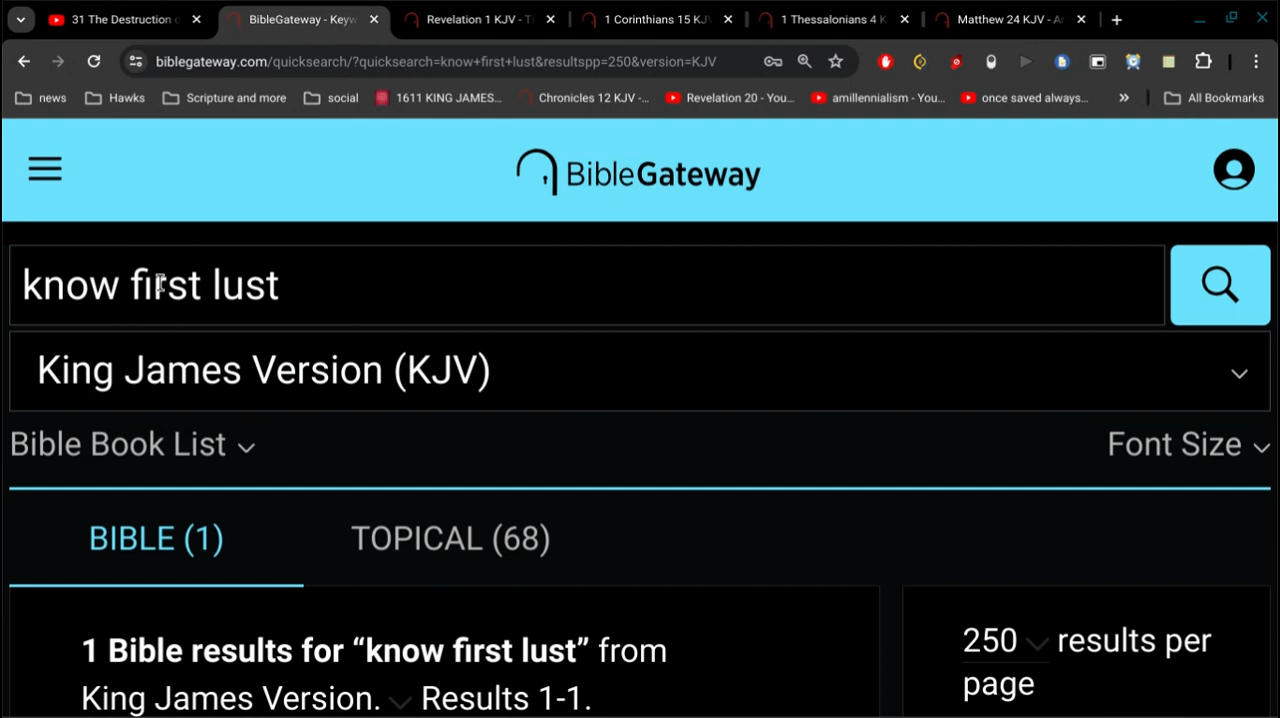 31 The Destruction
BibleGateway - Keyw
Revelation 1 KJV - T
1 Corinthians 15 KJ
1 Thessalonians 4 K
Matthew 24 KJV - A
biblegateway.com/quicksearch/?quicksearch=know+first+lust&resultspp=250&version=KJV
news
Hawks
Scripture and more
social
1611 KING JAMES...
Chronicles 12 KJV -...
Revelation 20 - You...
amillennialism - You...
once saved always...
All Bookmarks
BibleGateway
know first lust
King James Version (KJV)
Bible Book List
Font Size
BIBLE (1)
TOPICAL (68)
1 Bible results for “know first lust” from
King James Version. Results 1-1.
250 results per
page